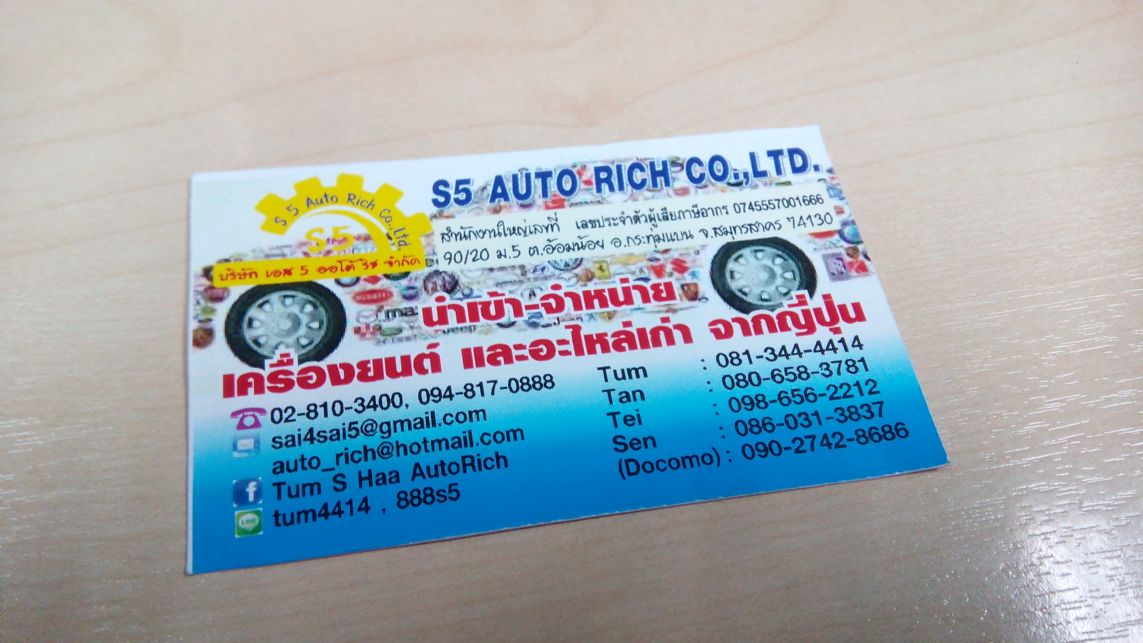 S5 AUTO RICH CO.,LTD.
S 5 Auto Rich Co.,Ltd.
S5
บริษัท เอส 5 ออโต้ ริช จำกัด
สำนักงานใหญ่เลขที่ เลขประจำตัวผู้เสียภาษีอากร 0745557001666
90/20 ม.5 ต.อ้อมน้อย อ.กระทุมแบน จ.สมุทรสาคร 74130
นำเข้า-จำหน่าย
เครื่องยนต์ และอะไหล่เก่า จากญี่ปุ่น
02-810-3400, 094-817-0888
sai4sai5@gmail.com
auto_rich@hotmail.com
Tum S Haa AutoRich
tum4414 , 888s5
Tum : 081-344-4414
Tan : 080-658-3781
Tei : 098-656-2212
Sen : 086-031-3837
(Docomo) : 090-2742-8686